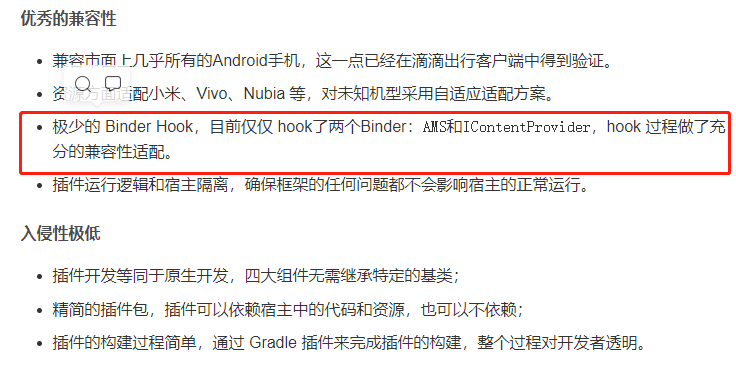 优秀的兼容性
兼容市面上几乎所有的Android手机，这一点已经在滴滴出行客户端中得到验证。
资源方面适配小米、Vivo、Nubia 等，对未知机型采用自适应适配方案。
极少的 Binder Hook，目前仅仅 hook了两个Binder：AMS和IContentProvider，hook 过程做了充
分的兼容性适配。
插件运行逻辑和宿主隔离，确保框架的任何问题都不会影响宿主的正常运行。
入侵性极低
插件开发等同于原生开发，四大组件无需继承特定的基类；
精简的插件包，插件可以依赖宿主中的代码和资源，也可以不依赖；
插件的构建过程简单，通过 Gradle 插件来完成插件的构建，整个过程对开发者透明。